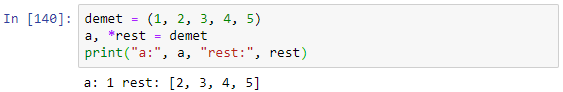 In [140]: demet = (1, 2, 3, 4, 5)
a, *rest = demet
print("a:", a, "rest:", rest)
a: 1 rest: [2, 3, 4, 5]